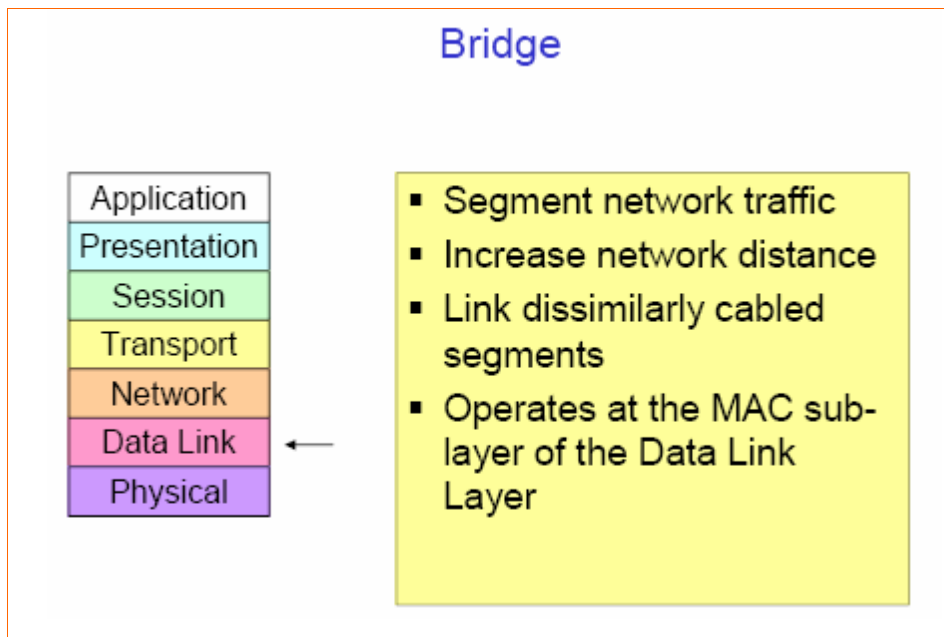 Bridge
Application
Presentation
Session
Transport
Network
Data Link
Physical
▪ Segment network traffic
▪ Increase network distance
▪ Link dissimilarly cabled
segments
▪ Operates at the MAC sub-
layer of the Data Link
Layer